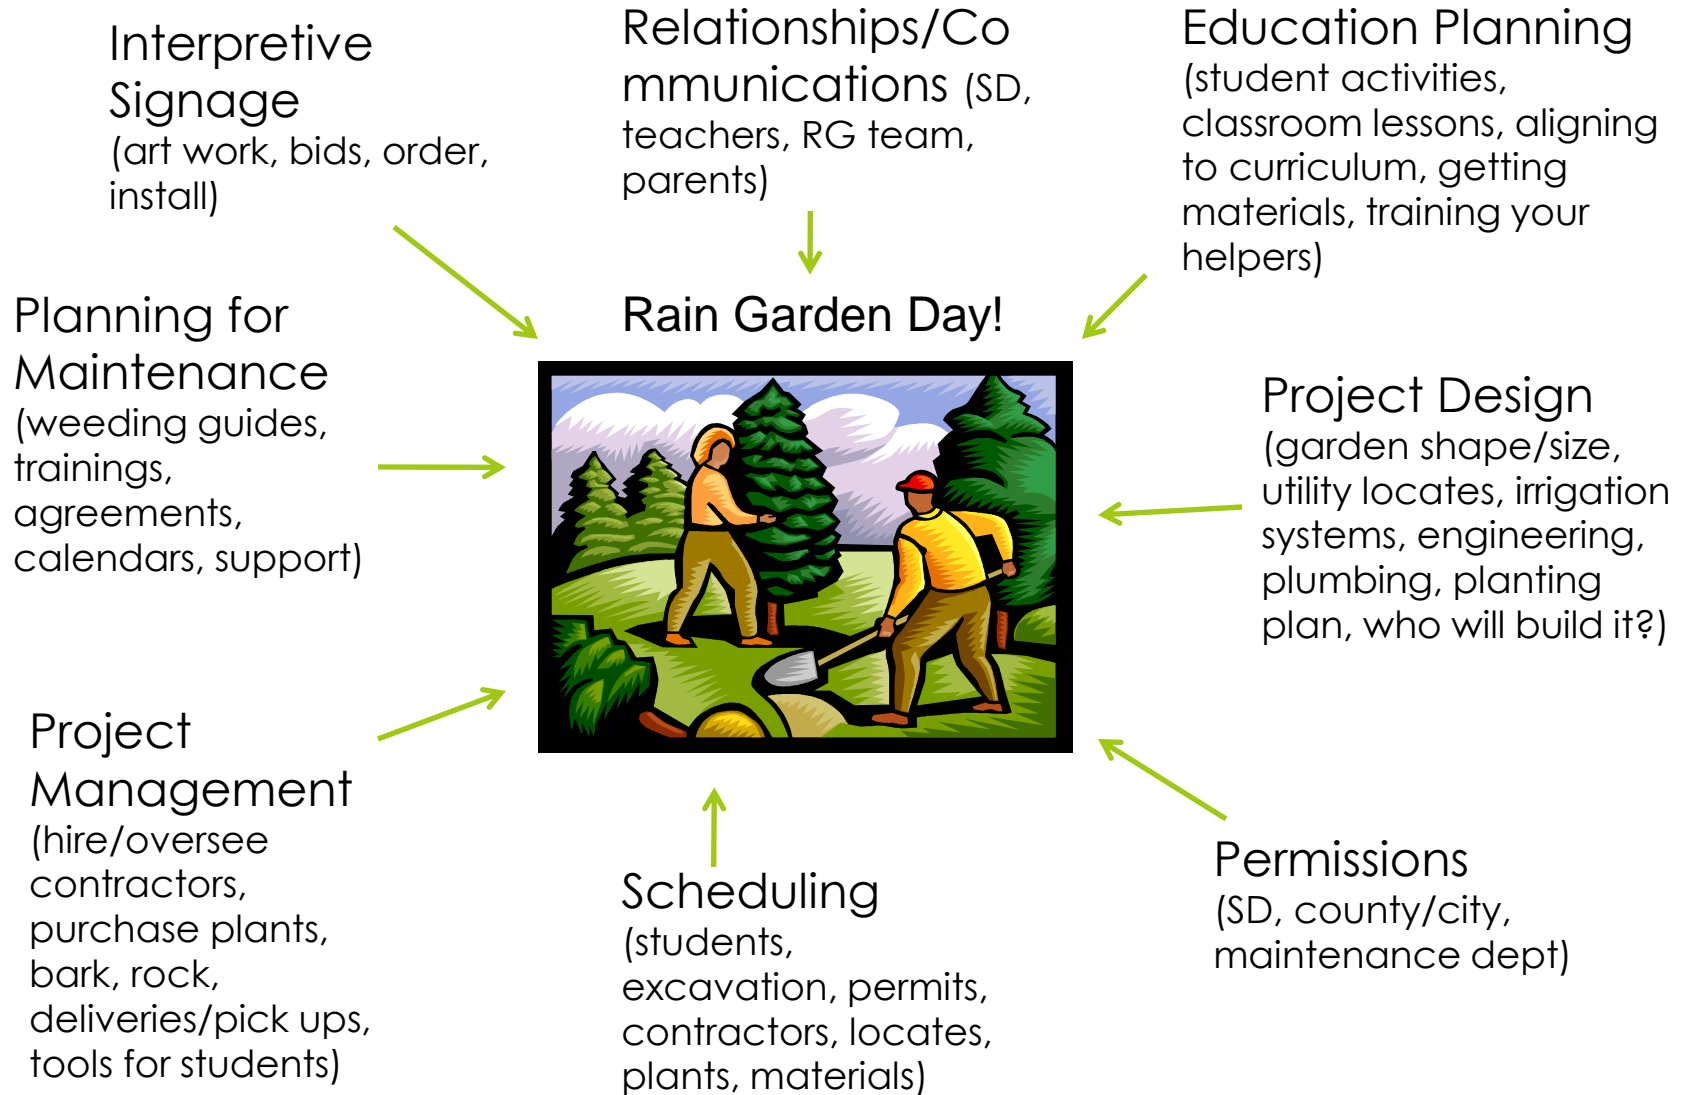 Interpretive
Signage
(art work, bids, order,
install)
Relationships/Co
mmunications (SD,
teachers, RG team,
parents)
Education Planning
(student activities,
classroom lessons, aligning
to curriculum, getting
materials, training your
helpers)
Rain Garden Day!
Planning for
Maintenance
(weeding guides,
trainings,
agreements,
calendars, support)
Project Design
(garden shape/size,
utility locates, irrigation
systems, engineering,
plumbing, planting
plan, who will build it?)
Project
Management
(hire/oversee
contractors,
purchase plants,
bark, rock,
deliveries/pick ups,
tools for students)
Scheduling
(students,
excavation, permits,
contractors, locates,
plants, materials)
Permissions
(SD, county/city,
maintenance dept)